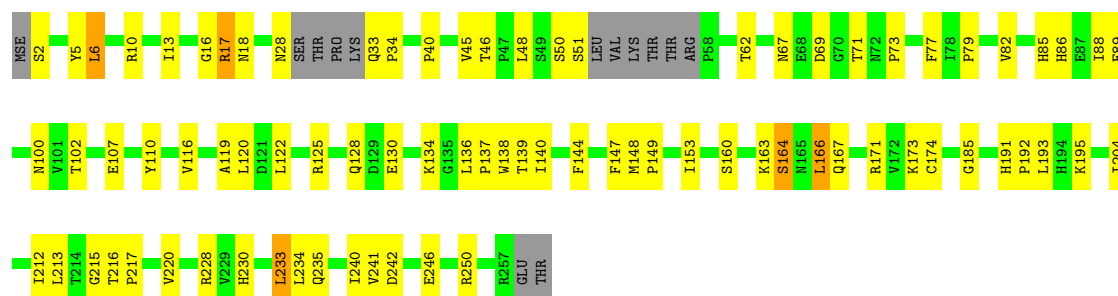 MSE S2 Y5 L6 R10 I13 G16 R17 N18 N28 SER THR PRO LYS Q33 P34 P40 V45 T46 P47 L48 S49 S50 S51 LEU VAL LYS THR THR ARG P58 T62 N67 E68 D69 G70 T71 N72 P73 F77 I78 P79 V82 H85 H86 E87 I88
N100 V101 T102 E107 Y110 V116 A119 L120 D121 L122 R125 Q128 D129 E130 K134 G135 L136 P137 W138 T139 I140 F144 F147 M148 P149 I153 S160 K163 S164 N165 L166 Q167 R171 V172 K173 C174 G185 H191 P192 L193 H194 K195
I212 L213 T214 G215 T216 P217 V220 R228 V229 H230 L233 L234 Q235 I240 V241 D242 E246 R250 R257 GLU THR